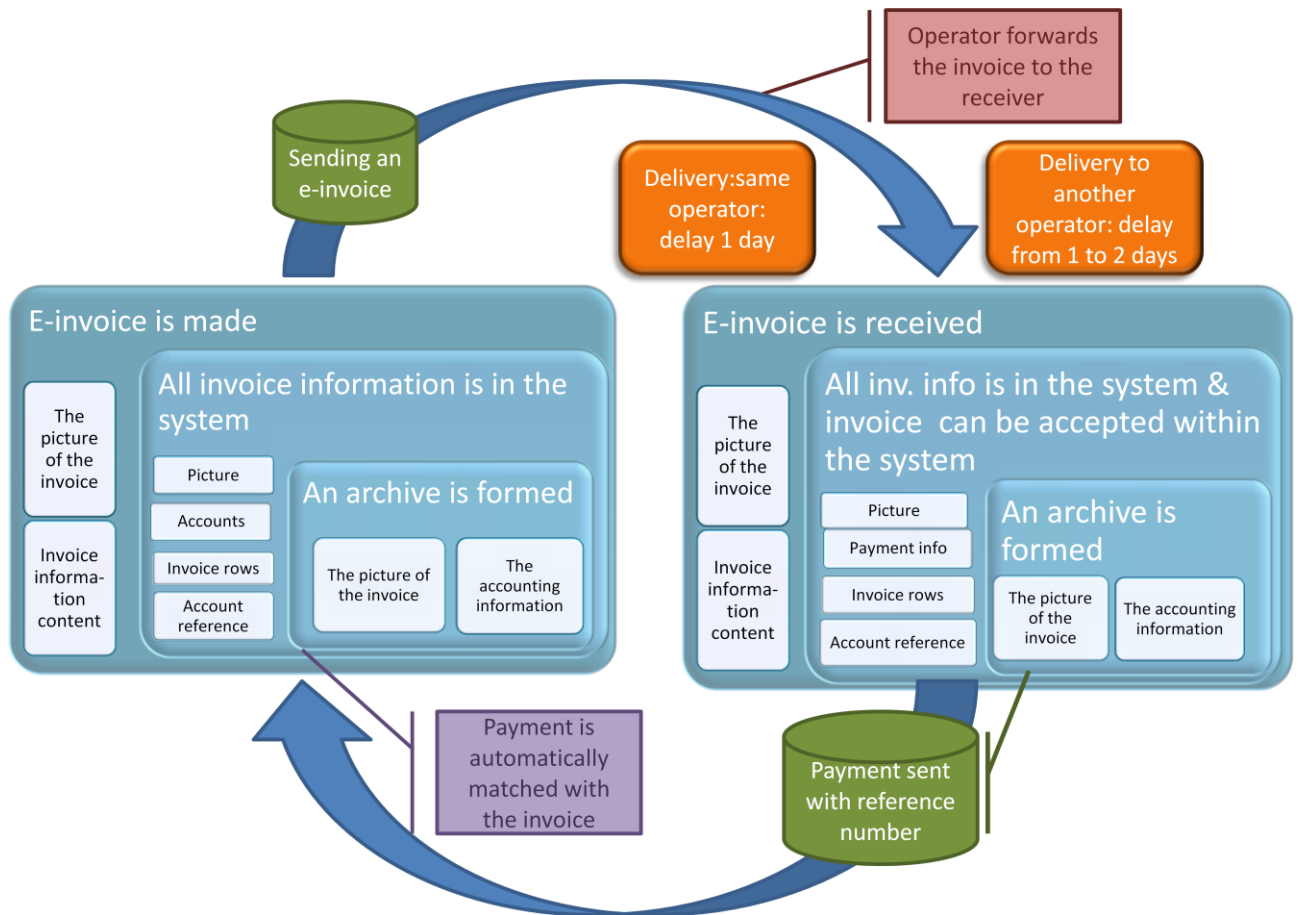 Operator forwards
the invoice to the
receiver
Sending an
e-invoice
Delivery:same
operator:
delay 1 day
Delivery to
another
operator: delay
from 1 to 2 days
E-invoice is made
The
picture
of the
invoice
Invoice
informa-
tion
content
All invoice information is in the
system
Picture
Accounts
Invoice rows
Account
reference
An archive is formed
The picture of
the invoice
The
accounting
information
E-invoice is received
The
picture
of the
invoice
Invoice
informa-
tion
content
All inv. info is in the system &
invoice can be accepted within
the system
Picture
Payment info
Invoice rows
Account reference
An archive is
formed
The picture
of the
invoice
The accounting
information
Payment is
automatically
matched with
the invoice
Payment sent
with reference
number